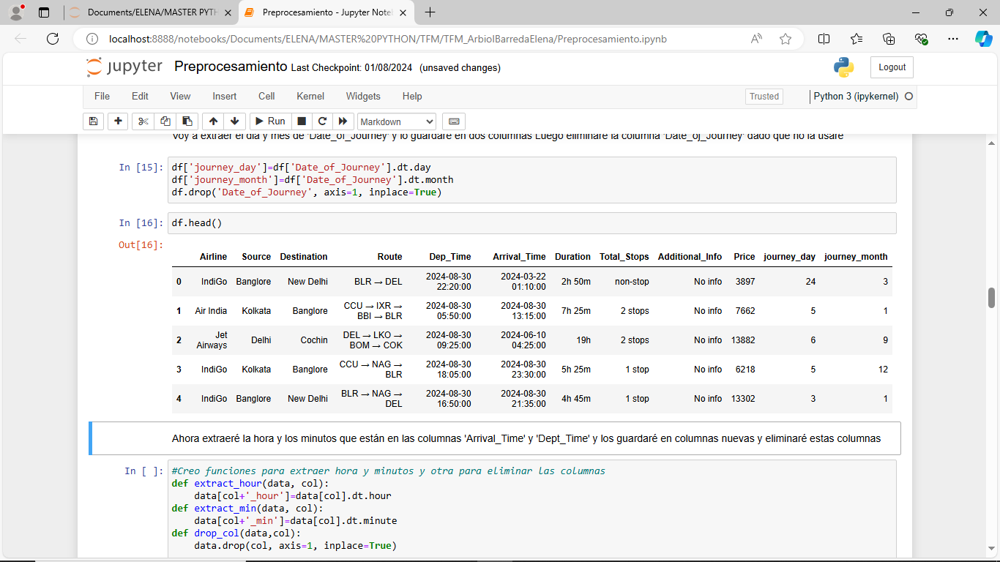 Documents/ELENA/MASTER PYTH
Preprocesamiento - Jupyter Note
localhost:8888/notebooks/Documents/ELENA/MASTER%20PYTHON/TFM/TFM_ArbiolBarredaElena/Preprocesamiento.ipynb
jupyter Preprocesamiento Last Checkpoint: 01/08/2024 (unsaved changes)
Logout
File Edit View Insert Cell Kernel Widgets Help
Trusted Python 3 (ipykernel)
Run Markdown
Voy a extraer el día y mes de 'Date_of_Journey' y lo guardaré en dos columnas Luego eliminaré la columna 'Date_oj_Journey' dado que no la usaré
In [15]: df['journey_day']=df['Date_of_Journey'].dt.day
df['journey_month']=df['Date_of_Journey'].dt.month
df.drop('Date_of_Journey', axis=1, inplace=True)
In [16]: df.head()
Out[16]:
Airline Source Destination Route Dep_Time Arrival_Time Duration Total_Stops Additional_Info Price journey_day journey_month
0 IndiGo Banglore New Delhi BLR → DEL 2024-08-30 22:20:00 2024-03-22 01:10:00 2h 50m non-stop No info 3897 24 3
1 Air India Kolkata Banglore CCU → IXR → BBI → BLR 2024-08-30 05:50:00 2024-08-30 13:15:00 7h 25m 2 stops No info 7662 5 1
2 Jet Airways Delhi Cochin DEL → LKO → BOM → COK 2024-08-30 09:25:00 2024-06-10 04:25:00 19h 2 stops No info 13882 6 9
3 IndiGo Kolkata Banglore CCU → NAG → BLR 2024-08-30 18:05:00 2024-08-30 23:30:00 5h 25m 1 stop No info 6218 5 12
4 IndiGo Banglore New Delhi BLR → NAG → DEL 2024-08-30 16:50:00 2024-08-30 21:35:00 4h 45m 1 stop No info 13302 3 1
Ahora extraeré la hora y los minutos que están en las columnas 'Arrival_Time' y 'Dept_Time' y los guardaré en columnas nuevas y eliminaré estas columnas
In [ ]: #Creo funciones para extraer hora y minutos y otra para eliminar las columnas
def extract_hour(data, col):
data[col+'_hour']=data[col].dt.hour
def extract_min(data, col):
data[col+'_min']=data[col].dt.minute
def drop_col(data,col):
data.drop(col, axis=1, inplace=True)